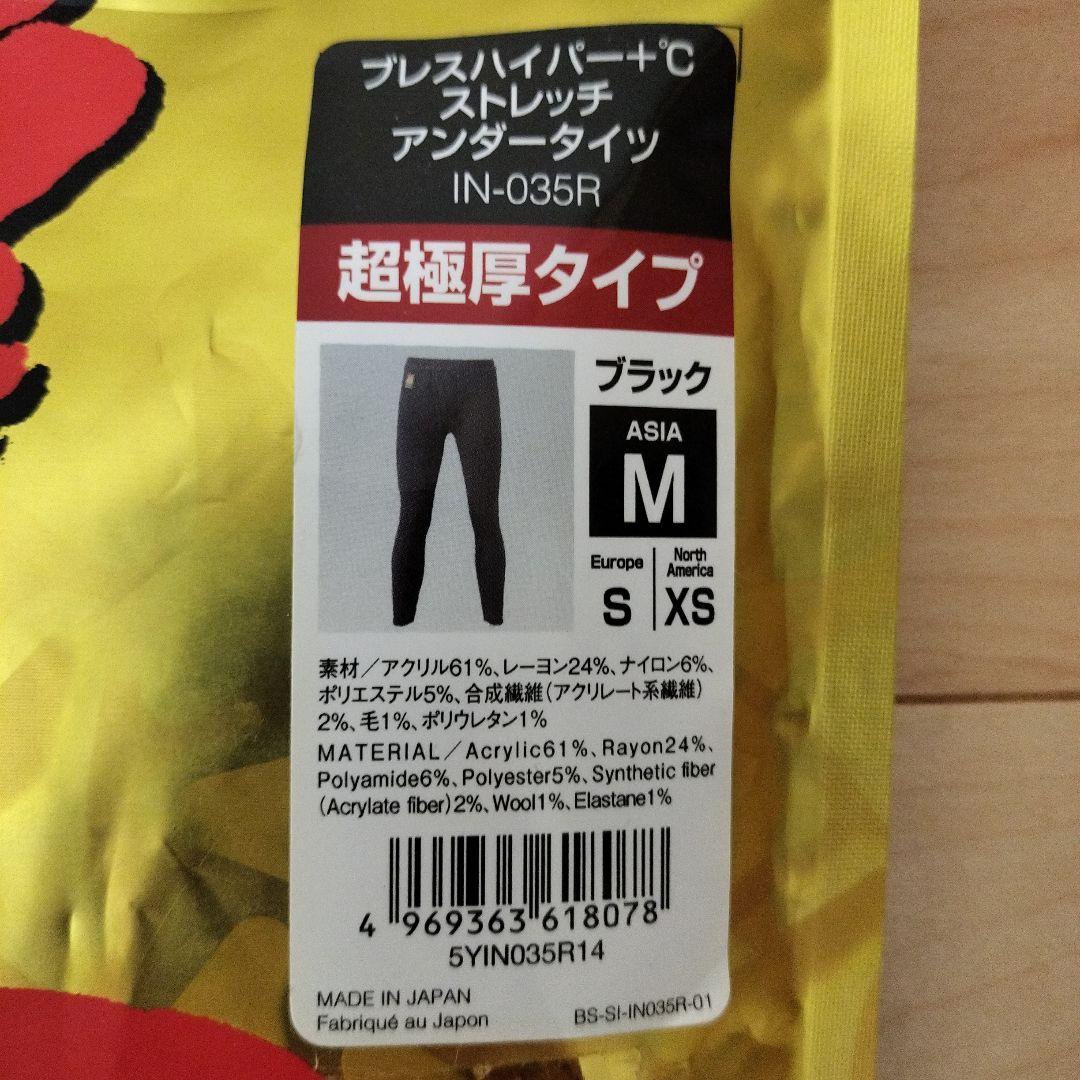 ブレスハイパー+℃
ストレッチ
アンダータイツ
IN-035R
超極厚タイプ
ブラック
ASIA
M
Europe
S
North
America
XS
素材／アクリル61%、レーヨン24%、ナイロン6%、
ポリエステル5%、合成繊維(アクリレート系繊維)
2%、毛1%、ポリウレタン1%
MATERIAL／Acrylic61%、Rayon24%、
Polyamide6%、Polyester5%、Synthetic fiber
(Acrylate fiber)2%、Wool1%、Elastane1%
4 969363 618078
5YIN035R14
MADE IN JAPAN
Fabriqué au Japon
BS-SI-IN035R-01